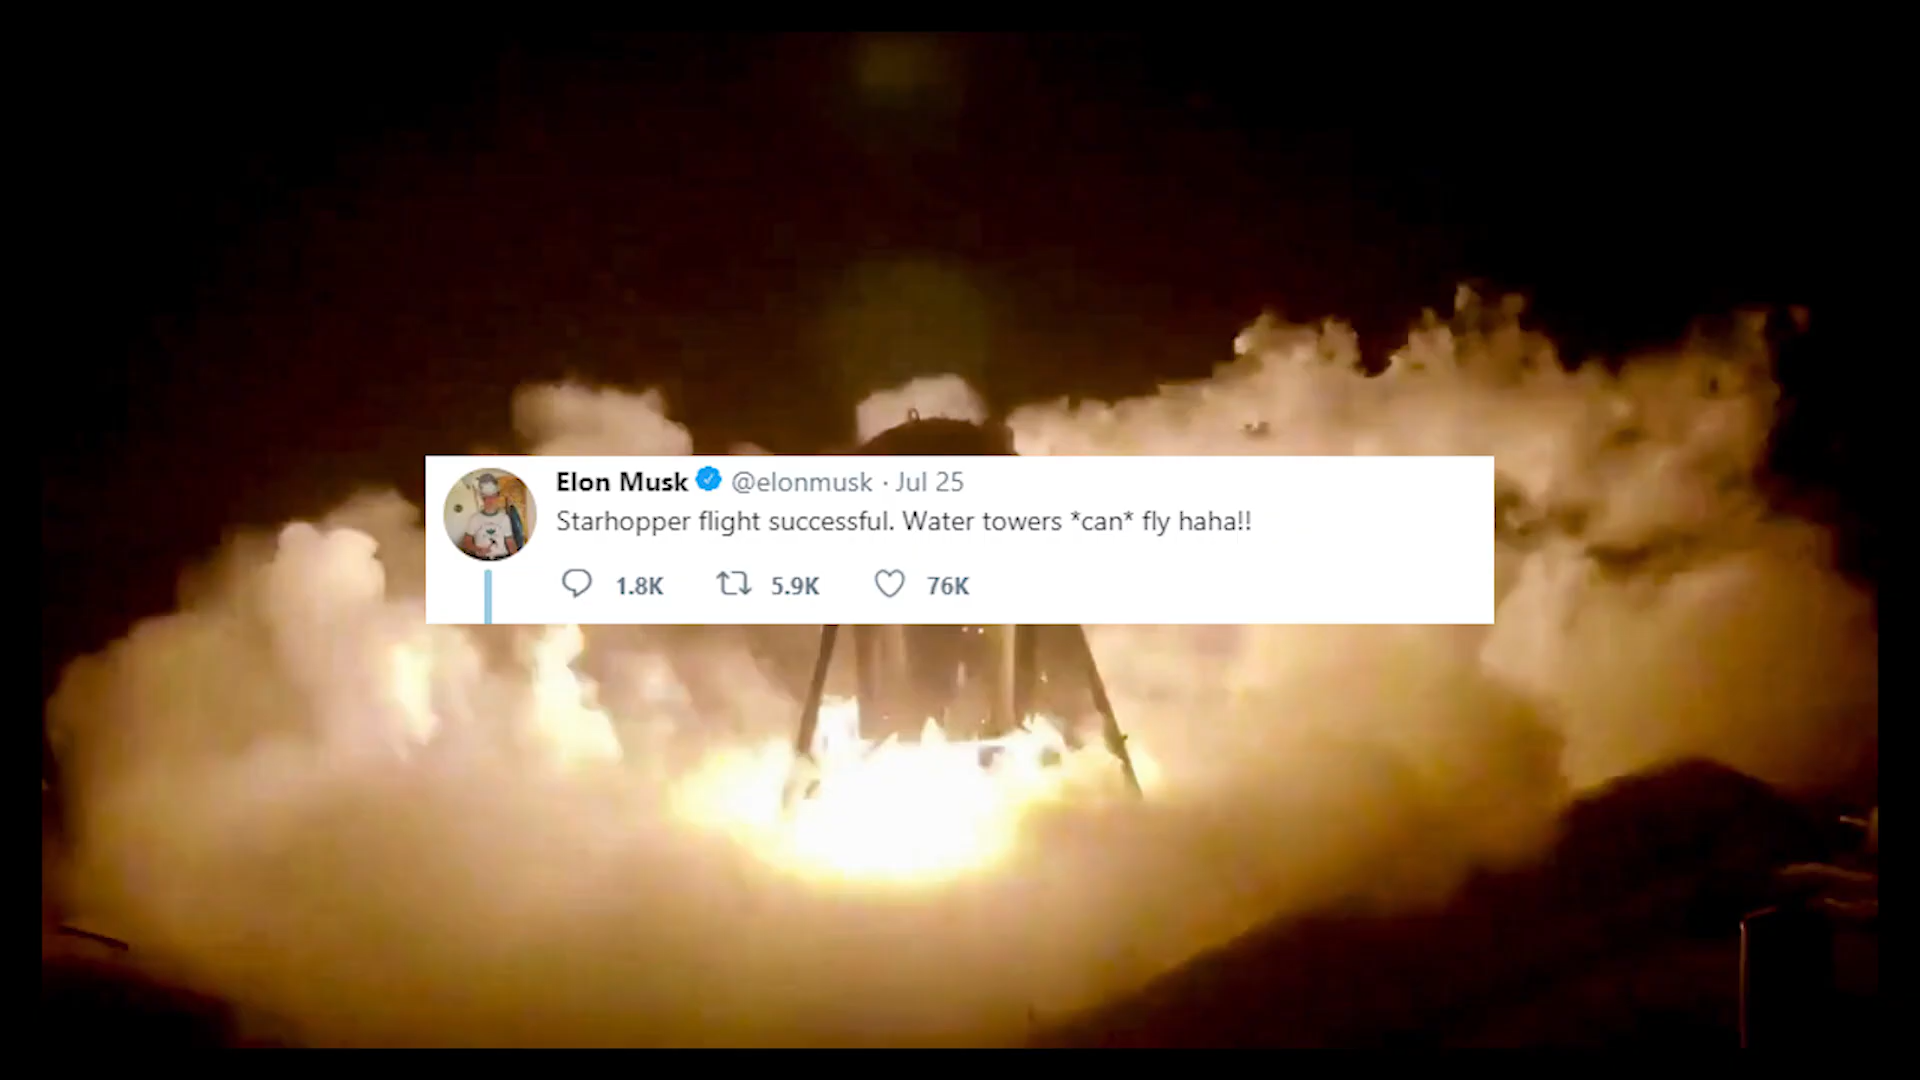 Elon Musk @elonmusk · Jul 25
Starhopper flight successful. Water towers *can* fly haha!!
1.8K 5.9K 76K